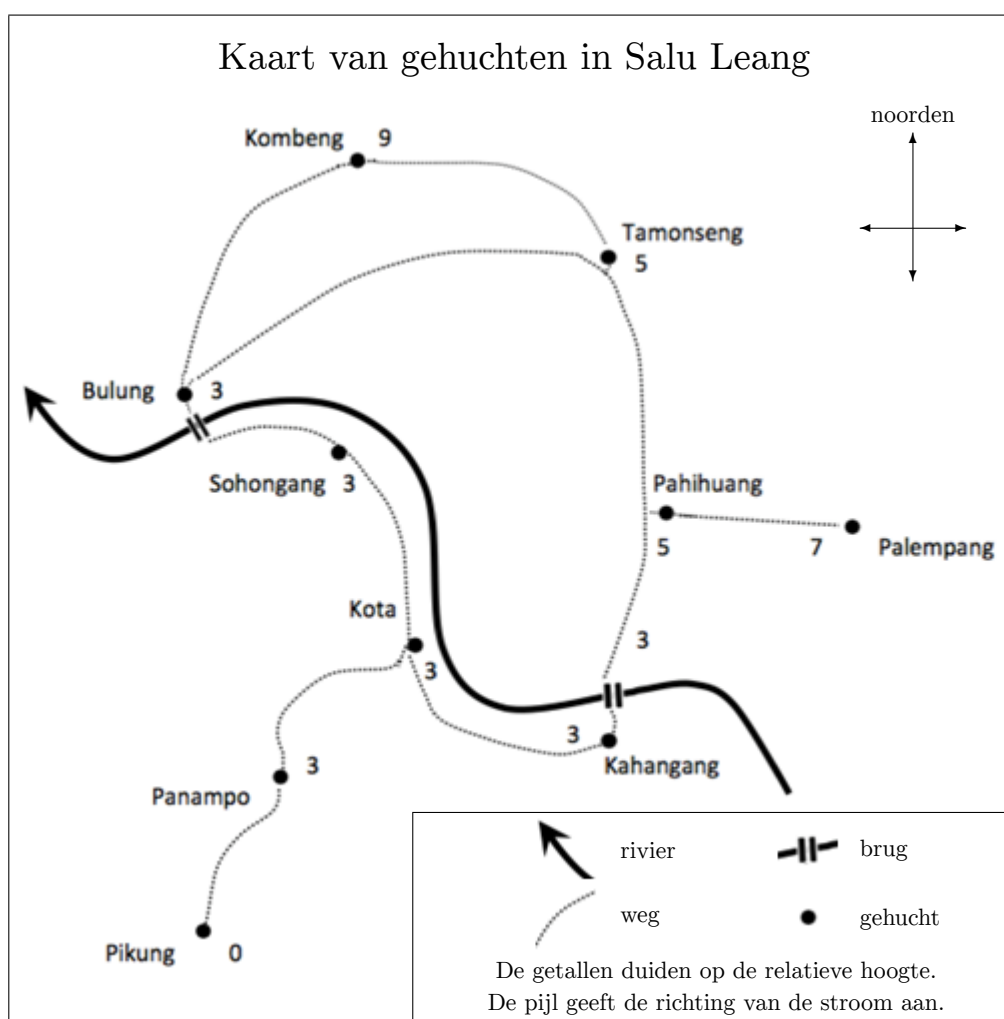 Kaart van gehuchten in Salu Leang
noorden
Kombeng 9
Tamonseng
5
Bulung 3
Sohongang 3
Pahihuang
5 7 Palempang
Kota
3
3
3
Kahangang
3
Panampo
Pikung 0
rivier brug
weg gehucht
De getallen duiden op de relatieve hoogte.
De pijl geeft de richting van de stroom aan.